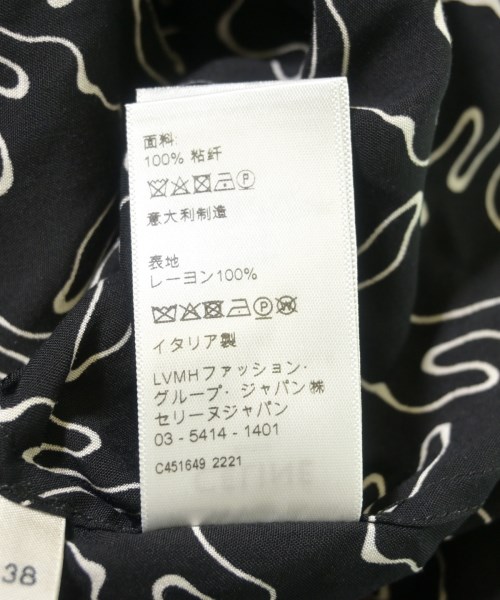 面料:
100% 粘纤
意大利制造
表地
レーヨン100%
イタリア製
LVMHファッション・
グループ・ジャパン㈱
セリーヌジャパン
03 - 5414 - 1401
C451649 2221
38